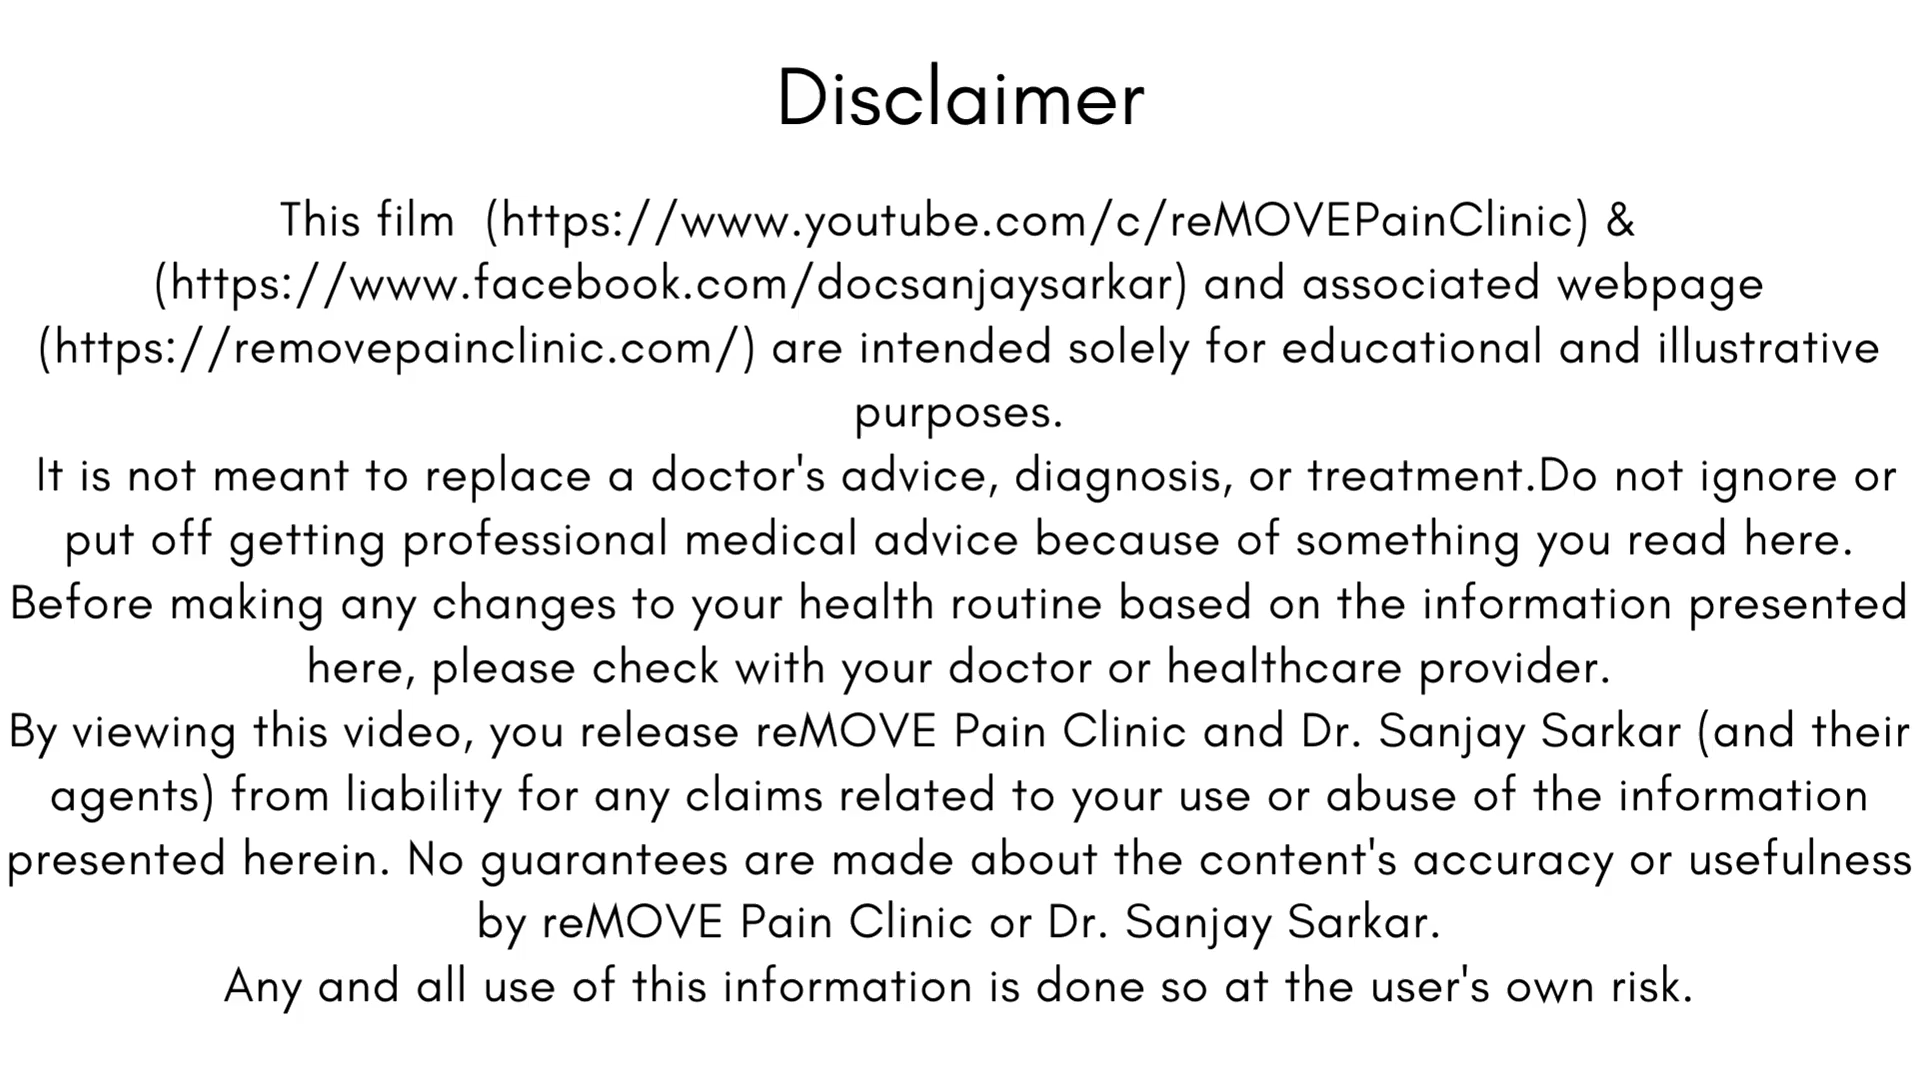 Disclaimer
This film (https://www.youtube.com/c/reMOVEPainClinic) &
(https://www.facebook.com/docsanjaysarkar) and associated webpage
(https://removepainclinic.com/) are intended solely for educational and illustrative
purposes.
It is not meant to replace a doctor's advice, diagnosis, or treatment.Do not ignore or
put off getting professional medical advice because of something you read here.
Before making any changes to your health routine based on the information presented
here, please check with your doctor or healthcare provider.
By viewing this video, you release reMOVE Pain Clinic and Dr. Sanjay Sarkar (and their
agents) from liability for any claims related to your use or abuse of the information
presented herein. No guarantees are made about the content's accuracy or usefulness
by reMOVE Pain Clinic or Dr. Sanjay Sarkar.
Any and all use of this information is done so at the user's own risk.